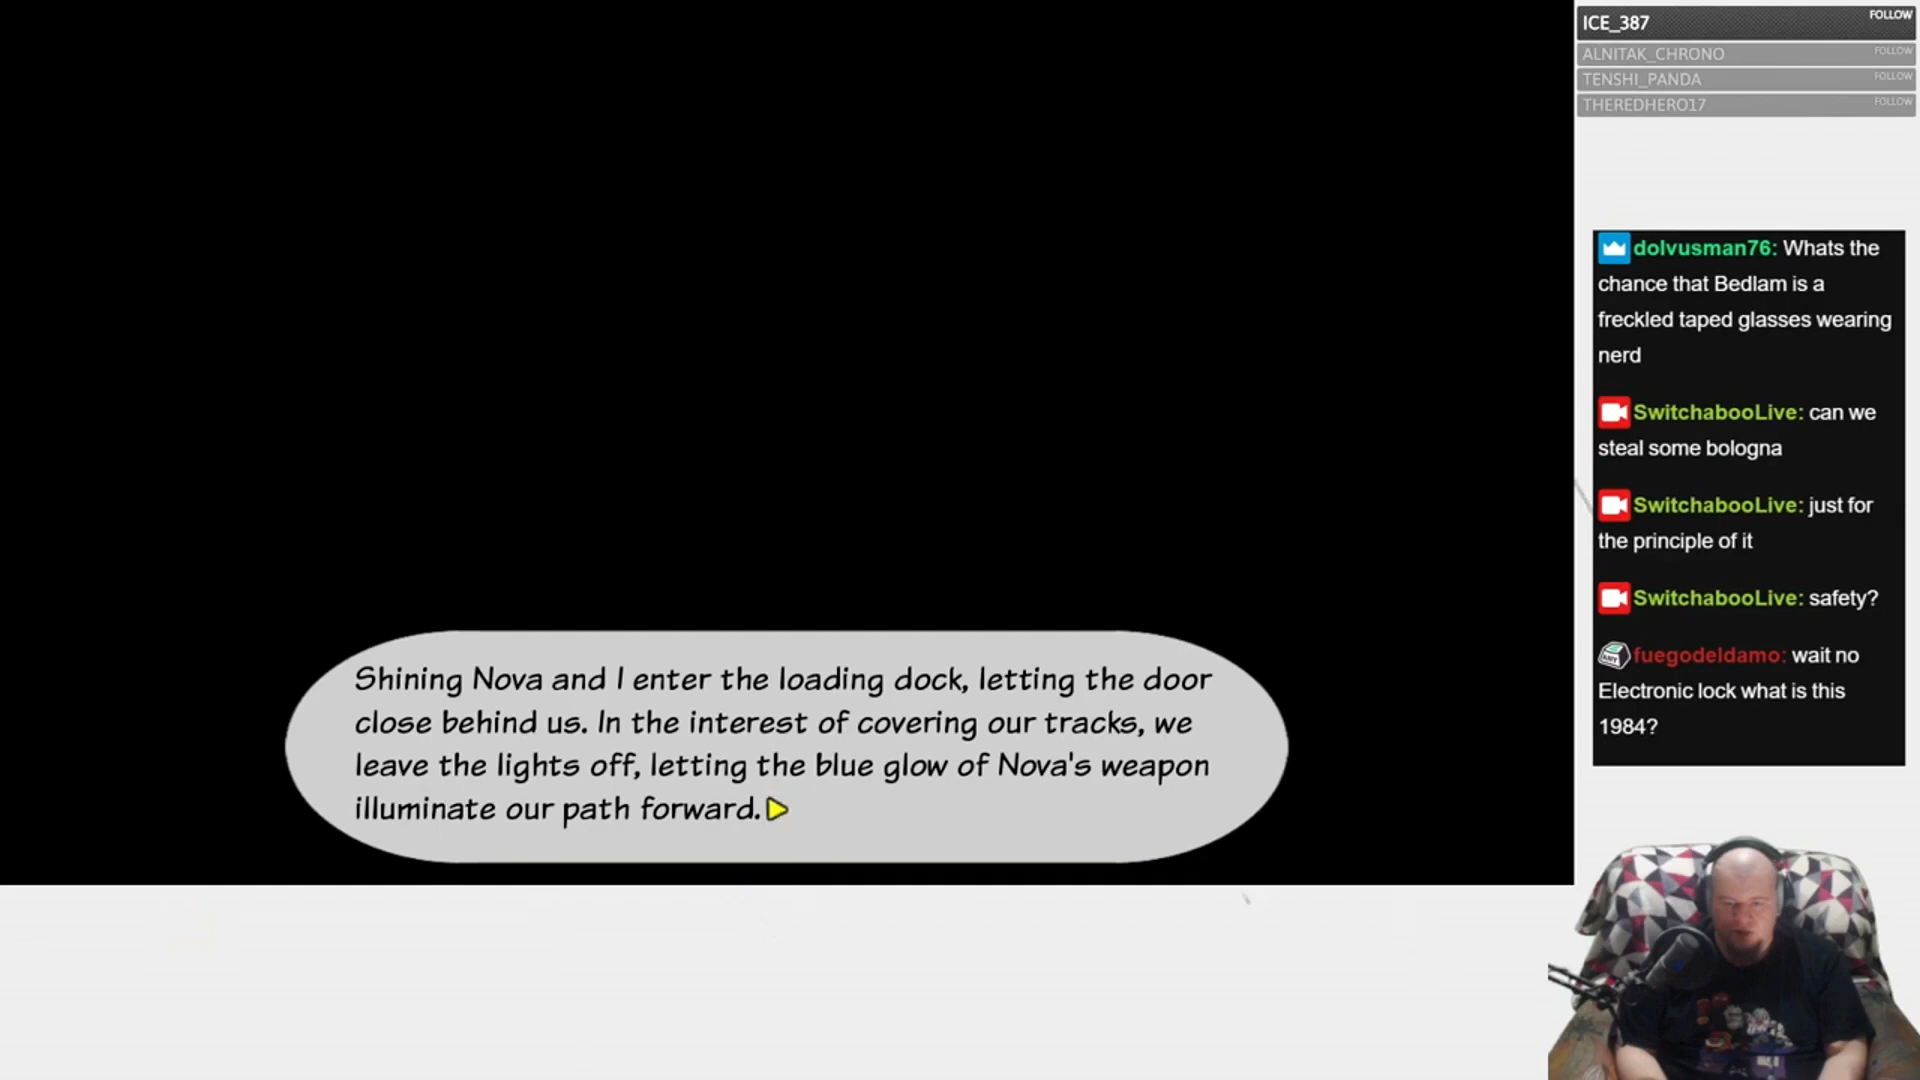 ICE_387 FOLLOW
ALNITAK_CHRONO FOLLOW
TENSHI_PANDA FOLLOW
THEREDHERO17 FOLLOW
dolvusman76: Whats the
chance that Bedlam is a
freckled taped glasses wearing
nerd
SwitchabooLive: can we
steal some bologna
SwitchabooLive: just for
the principle of it
SwitchabooLive: safety?
fuegodeldamo: wait no
Electronic lock what is this
1984?
Shining Nova and I enter the loading dock, letting the door
close behind us. In the interest of covering our tracks, we
leave the lights off, letting the blue glow of Nova's weapon
illuminate our path forward.